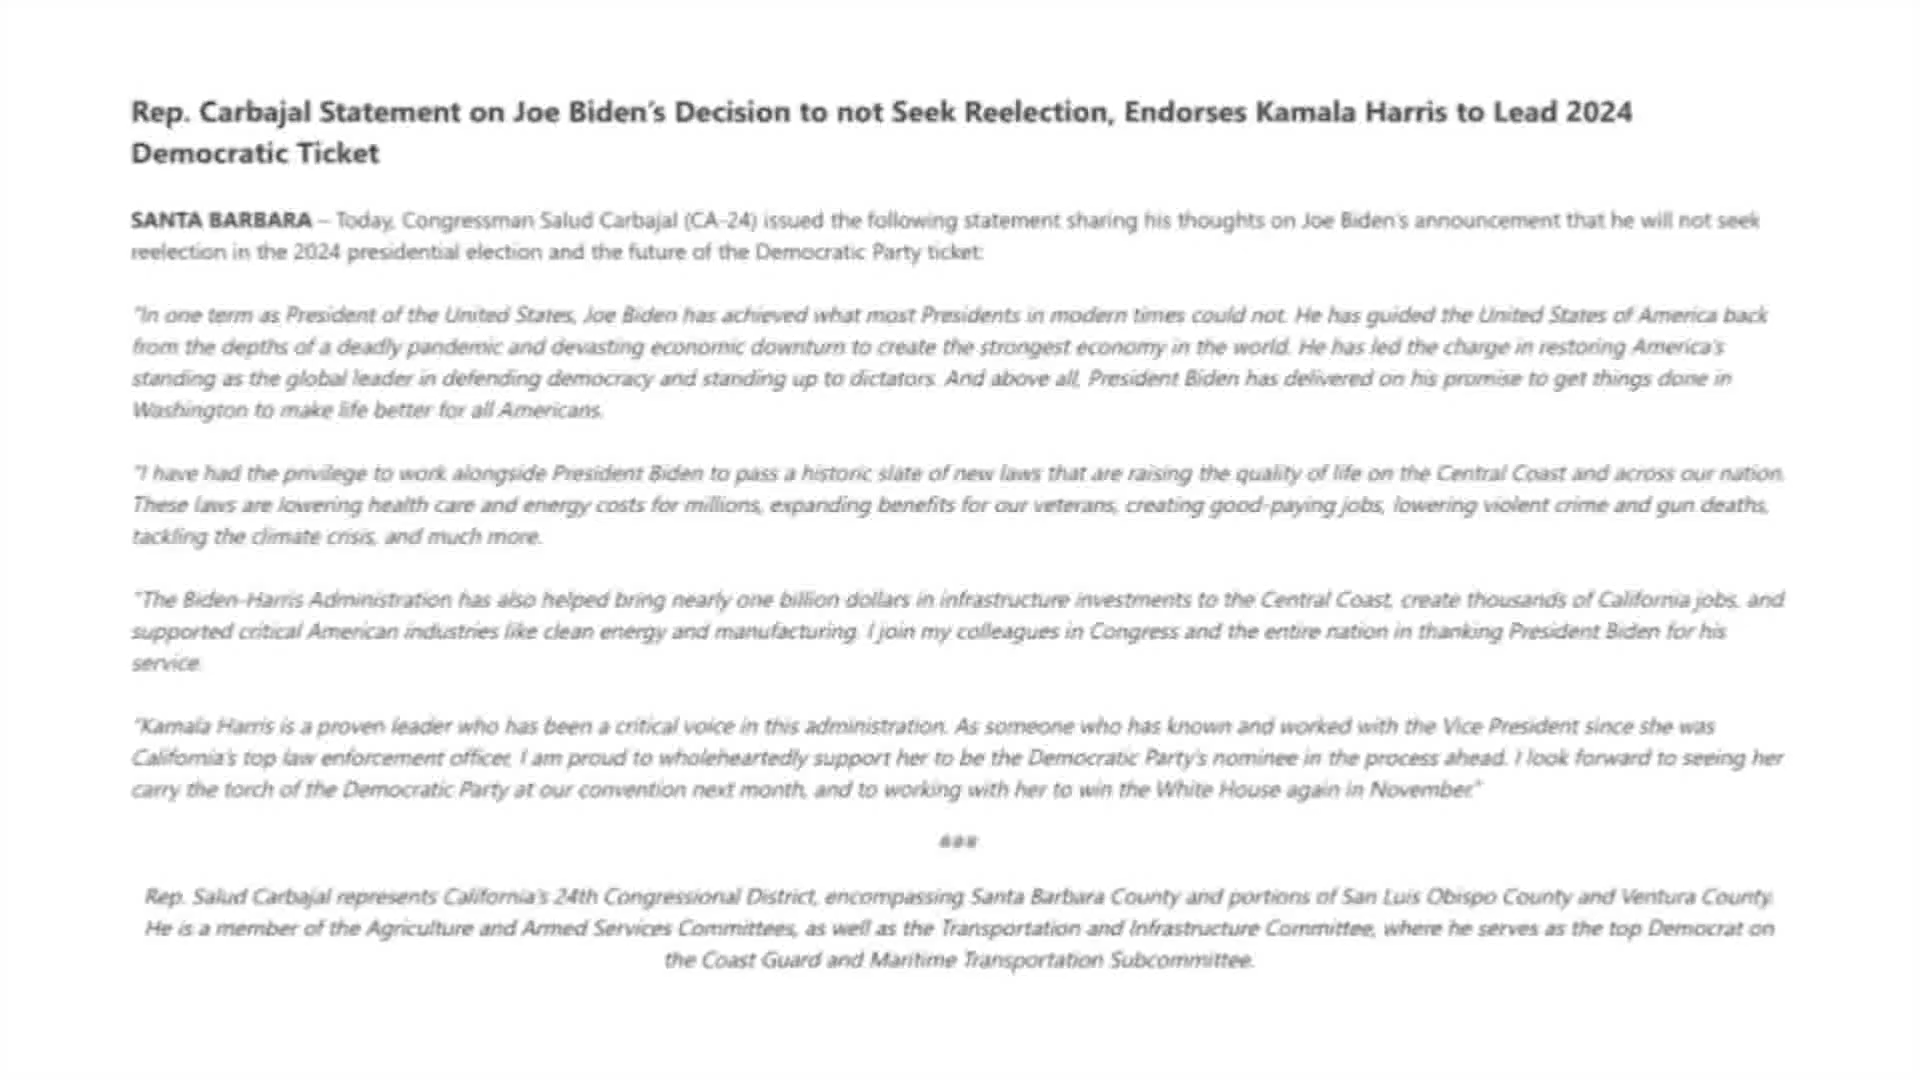 Rep. Carbajal Statement on Joe Biden's Decision to not Seek Reelection, Endorses Kamala Harris to Lead 2024
Democratic Ticket
SANTA BARBARA – Today, Congressman Salud Carbajal (CA-24) issued the following statement sharing his thoughts on Joe Biden's announcement that he will not seek
reelection in the 2024 presidential election and the future of the Democratic Party ticket:
"In one term as President of the United States, Joe Biden has achieved what most Presidents in modern times could not. He has guided the United States of America back
from the depths of a deadly pandemic and devasting economic downturn to create the strongest economy in the world. He has led the charge in restoring America's
standing as the global leader in defending democracy and standing up to dictators. And above all, President Biden has delivered on his promise to get things done in
Washington to make life better for all Americans.
"I have had the privilege to work alongside President Biden to pass a historic slate of new laws that are raising the quality of life on the Central Coast and across our nation.
These laws are lowering health care and energy costs for millions, expanding benefits for our veterans, creating good-paying jobs, lowering violent crime and gun deaths,
tackling the climate crisis, and much more.
"The Biden-Harris Administration has also helped bring nearly one billion dollars in infrastructure investments to the Central Coast, create thousands of California jobs, and
supported critical American industries like clean energy and manufacturing. I join my colleagues in Congress and the entire nation in thanking President Biden for his
service.
"Kamala Harris is a proven leader who has been a critical voice in this administration. As someone who has known and worked with the Vice President since she was
California's top law enforcement officer, I am proud to wholeheartedly support her to be the Democratic Party's nominee in the process ahead. I look forward to seeing her
carry the torch of the Democratic Party at our convention next month, and to working with her to win the White House again in November."
###
Rep. Salud Carbajal represents California's 24th Congressional District, encompassing Santa Barbara County and portions of San Luis Obispo County and Ventura County.
He is a member of the Agriculture and Armed Services Committees, as well as the Transportation and Infrastructure Committee, where he serves as the top Democrat on
the Coast Guard and Maritime Transportation Subcommittee.